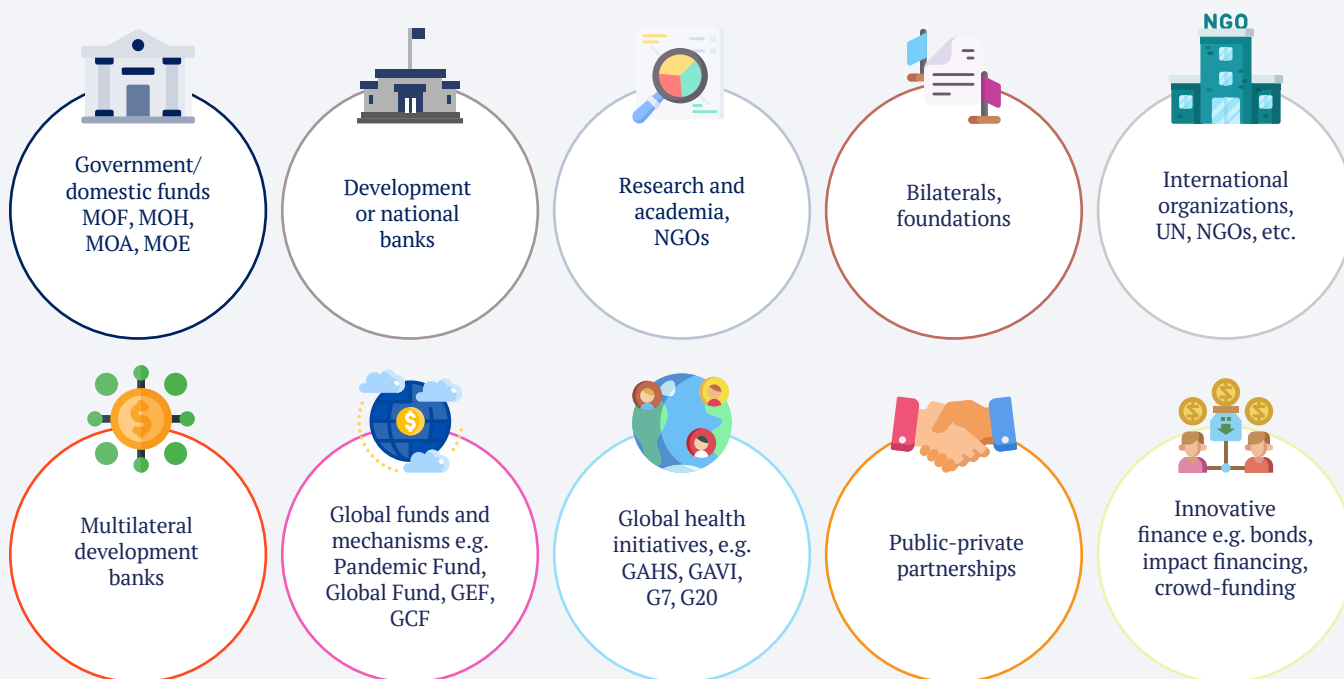 Government/
domestic funds
MOF, MOH,
MOA, MOE
Development
or national
banks
Research and
academia,
NGOs
Bilaterals,
foundations
NGO
International
organizations,
UN, NGOs, etc.
Multilateral
development
banks
Global funds and
mechanisms e.g.
Pandemic Fund,
Global Fund, GEF,
GCF
Global health
initiatives, e.g.
GAHS, GAVI,
G7, G20
Public-private
partnerships
Innovative
finance e.g. bonds,
impact financing,
crowd-funding